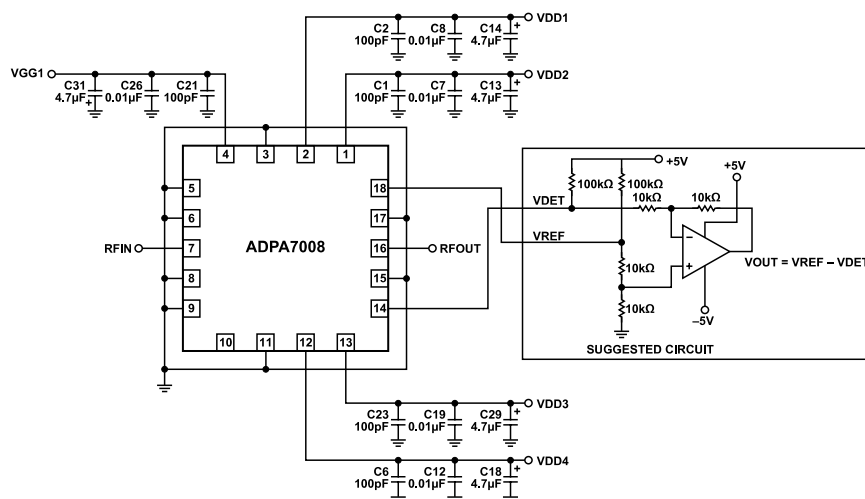 C2
100pF
C8
0.01µF
C14
4.7µF
+
VDD1
VGG1
C31
4.7µF
+
C26
0.01µF
C21
100pF
C1
100pF
C7
0.01µF
C13
4.7µF
+
VDD2
4
3
2
1
5
6
7
8
9
RFIN
ADPA7008
18
17
16
15
14
RFOUT
10
11
12
13
VDET
VREF
+5V
100kΩ
100kΩ
10kΩ
10kΩ
+5V
–
+
10kΩ
10kΩ
–5V
VOUT = VREF – VDET
SUGGESTED CIRCUIT
C23
100pF
C19
0.01µF
C29
4.7µF
+
VDD3
C6
100pF
C12
0.01µF
C18
4.7µF
+
VDD4